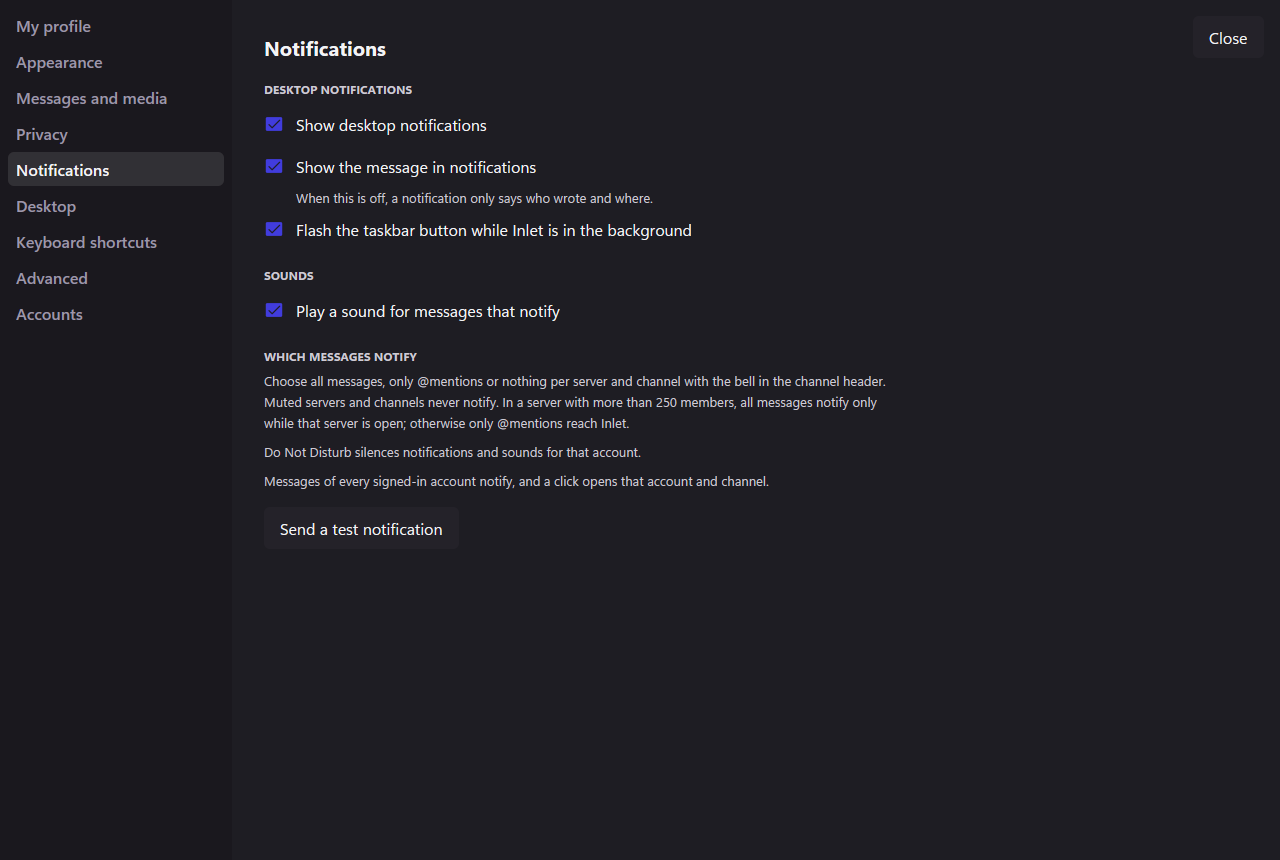 My profile
Appearance
Messages and media
Privacy
Notifications
Desktop
Keyboard shortcuts
Advanced
Accounts
Close
Notifications
DESKTOP NOTIFICATIONS
Show desktop notifications
Show the message in notifications
When this is off, a notification only says who wrote and where.
Flash the taskbar button while Inlet is in the background
SOUNDS
Play a sound for messages that notify
WHICH MESSAGES NOTIFY
Choose all messages, only @mentions or nothing per server and channel with the bell in the channel header.
Muted servers and channels never notify. In a server with more than 250 members, all messages notify only
while that server is open; otherwise only @mentions reach Inlet.
Do Not Disturb silences notifications and sounds for that account.
Messages of every signed-in account notify, and a click opens that account and channel.
Send a test notification